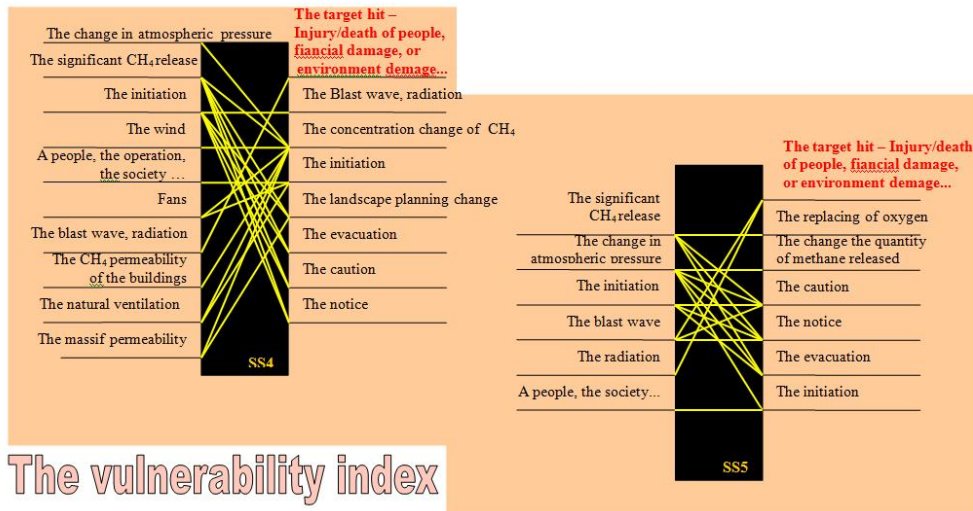 The change in atmospheric pressure
The significant CH₄ release
The initiation
The wind
A people, the operation,
the society …
Fans
The blast wave, radiation
The CH₄ permeability
of the buildings
The natural ventilation
The massif permeability
SS4
The target hit –
Injury/death of people,
fiancial damage, or
environment demage...
The Blast wave, radiation
The concentration change of CH₄
The initiation
The landscape planning change
The evacuation
The caution
The notice
The significant
CH₄ release
The change in
atmospheric pressure
The initiation
The blast wave
The radiation
A people, the society...
SS5
The target hit – Injury/death
of people, fiancial damage,
or environment demage...
The replacing of oxygen
The change the quantity
of methane released
The caution
The notice
The evacuation
The initiation
The vulnerability index